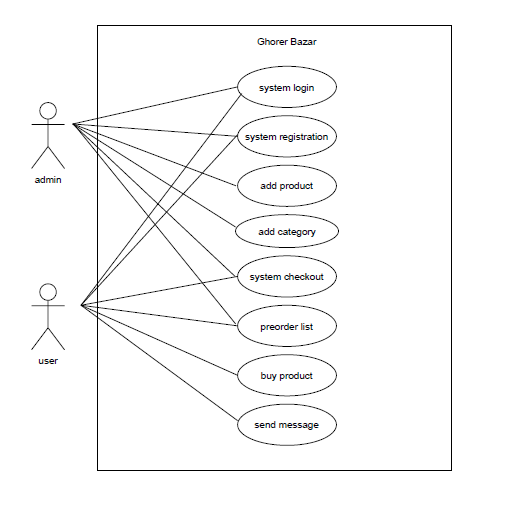 Ghorer Bazar
system login
system registration
admin
add product
add category
system checkout
preorder list
user
buy product
send message